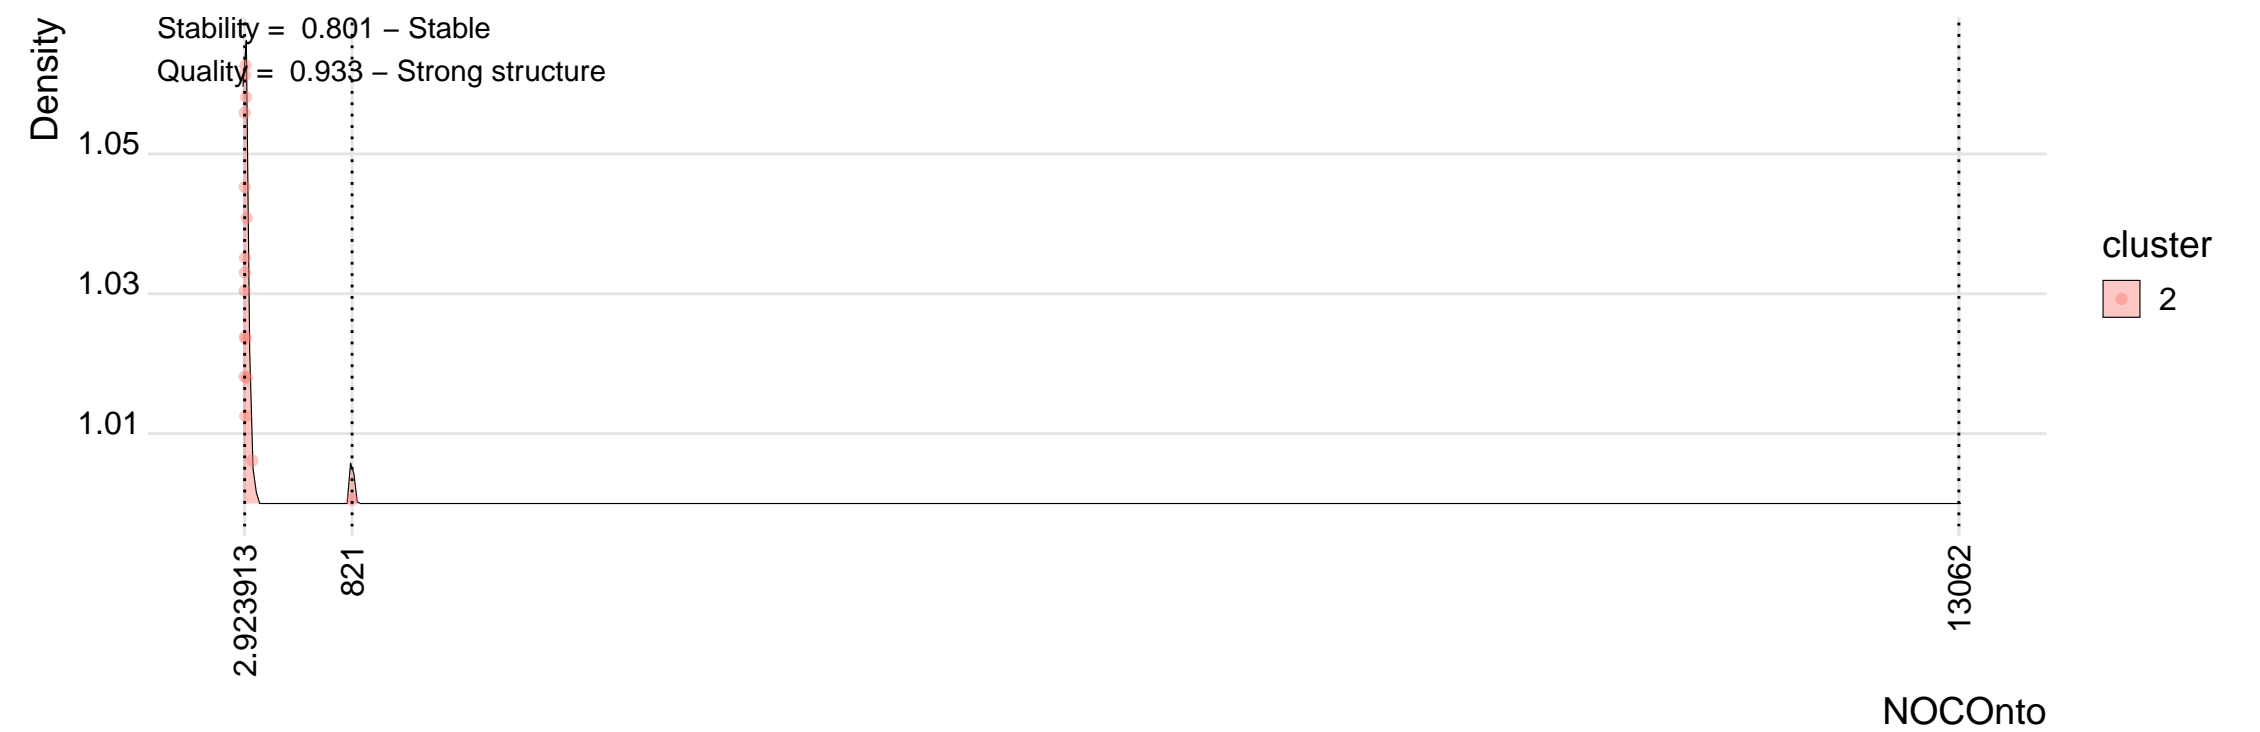 Density
Stability = 0.801 – Stable
Quality = 0.933 – Strong structure
1.05
1.03
1.01
2.923913
821
13062
NOCOnto
cluster
2